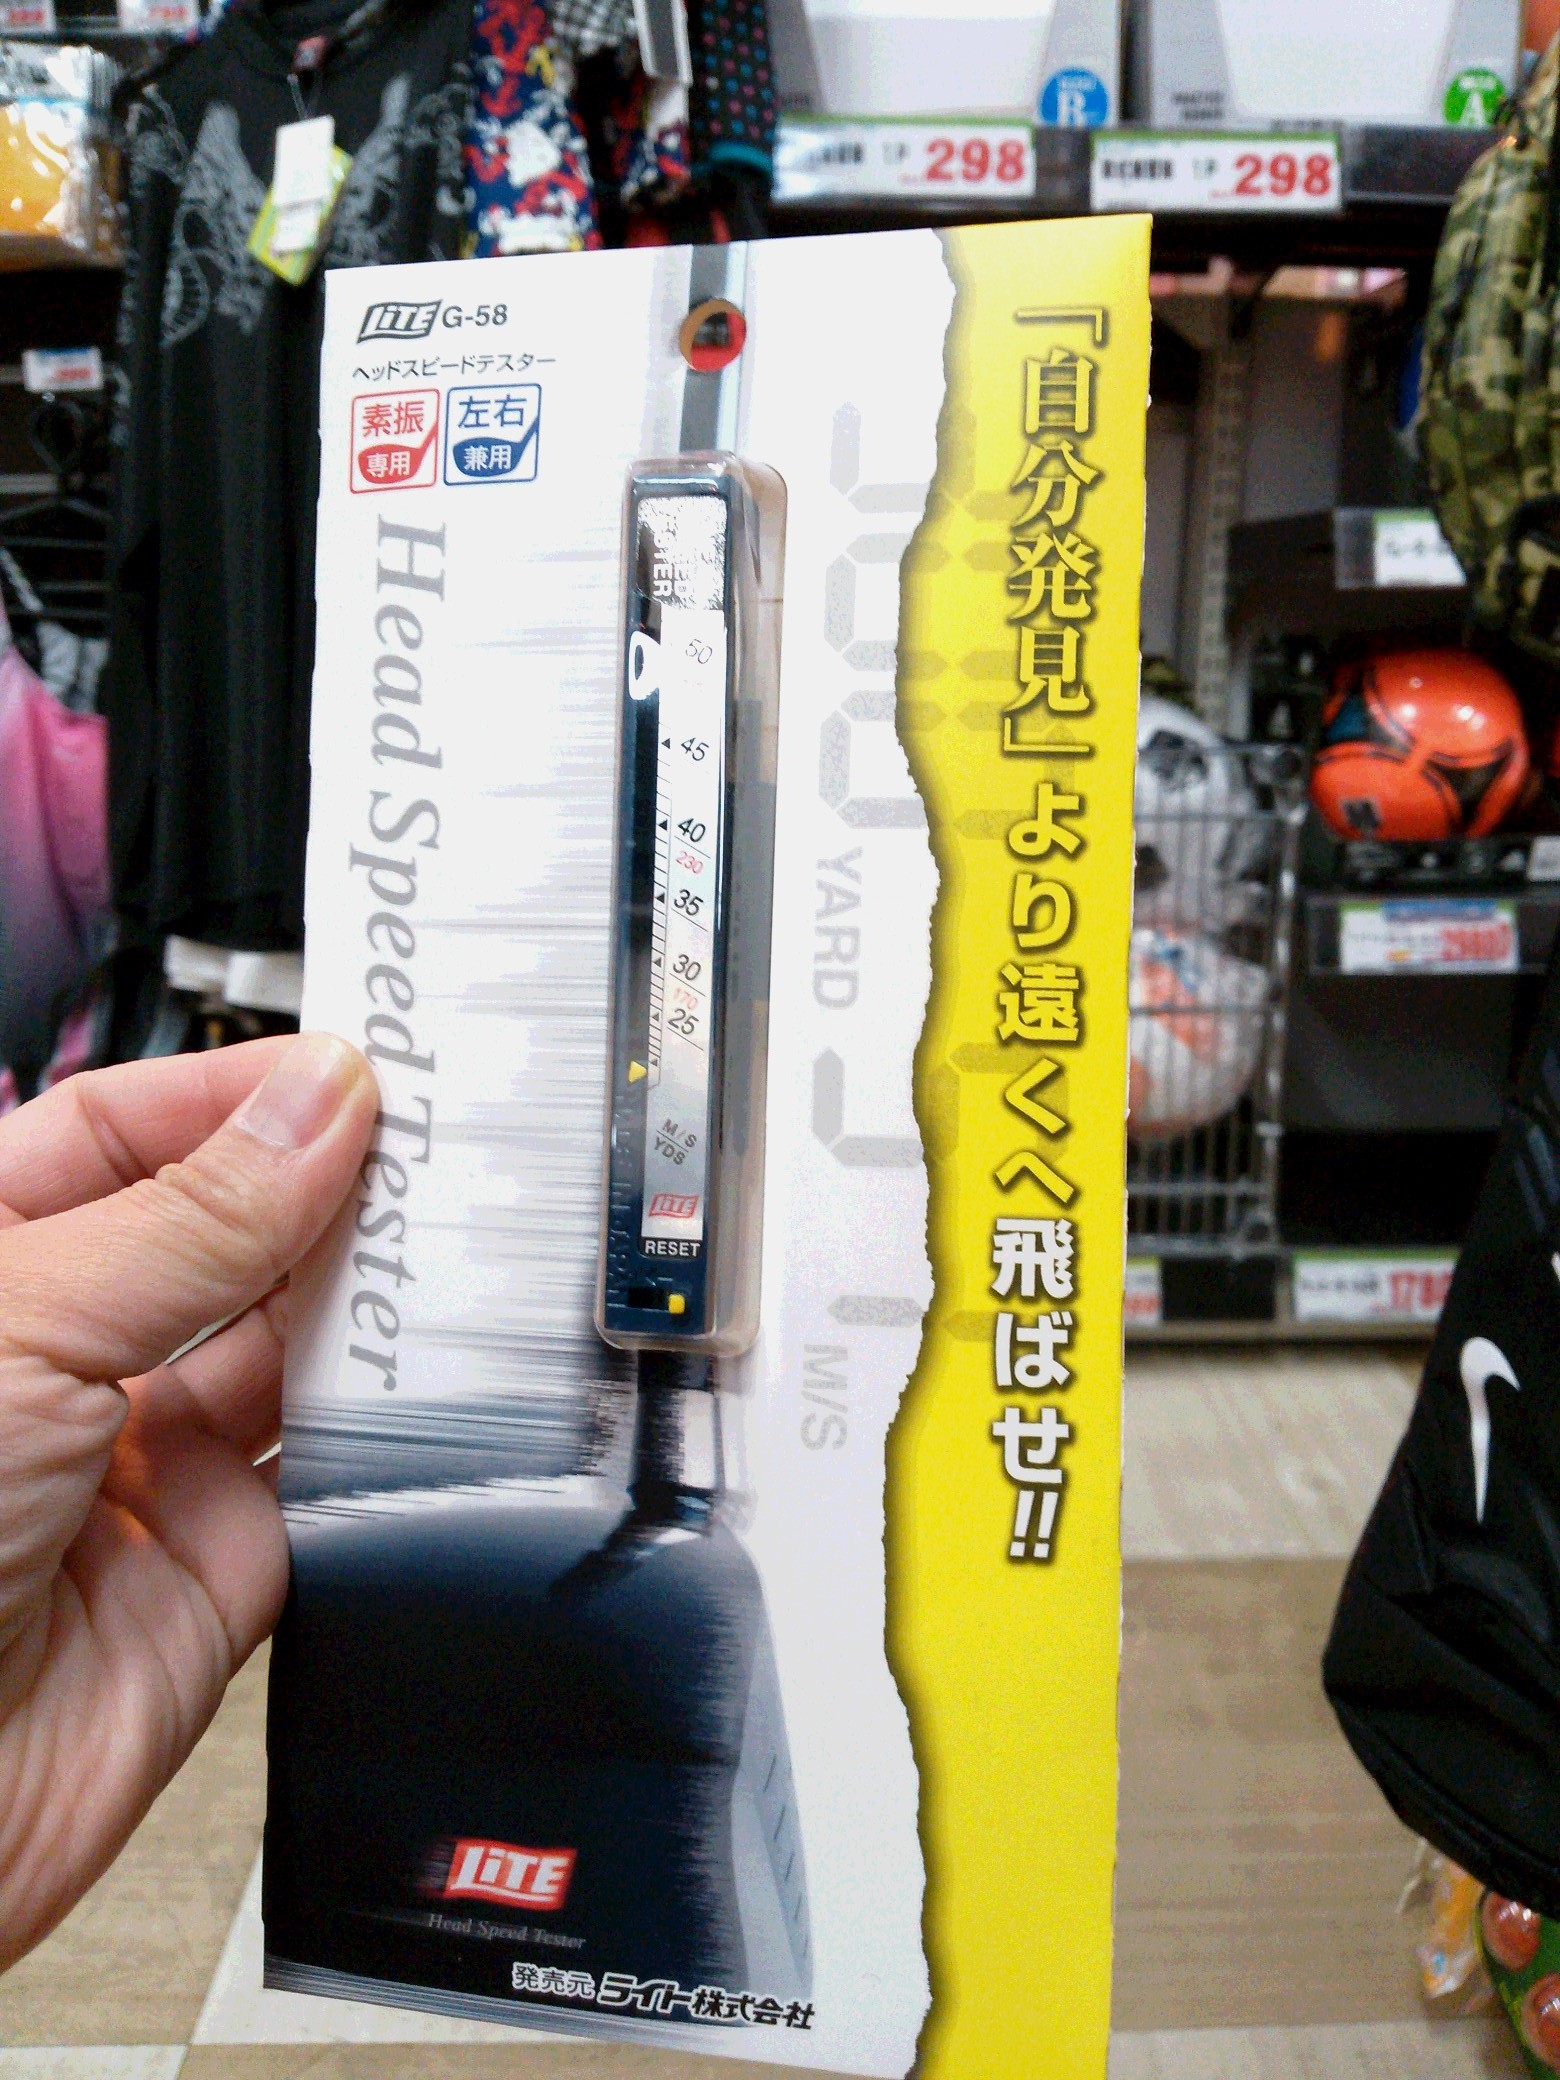 LiTE G-58
ヘッドスピードテスター
素振
専用
左右
兼用
Head Speed Tester
「自分発見」より遠くへ飛ばせ!!
50
45
40
230
35
30
170
25
M/S
YDS
LiTE
RESET
YARD
M/S
LiTE
Head Speed Tester
発売元 ライト株式会社
1P 298
1P 298
B
A